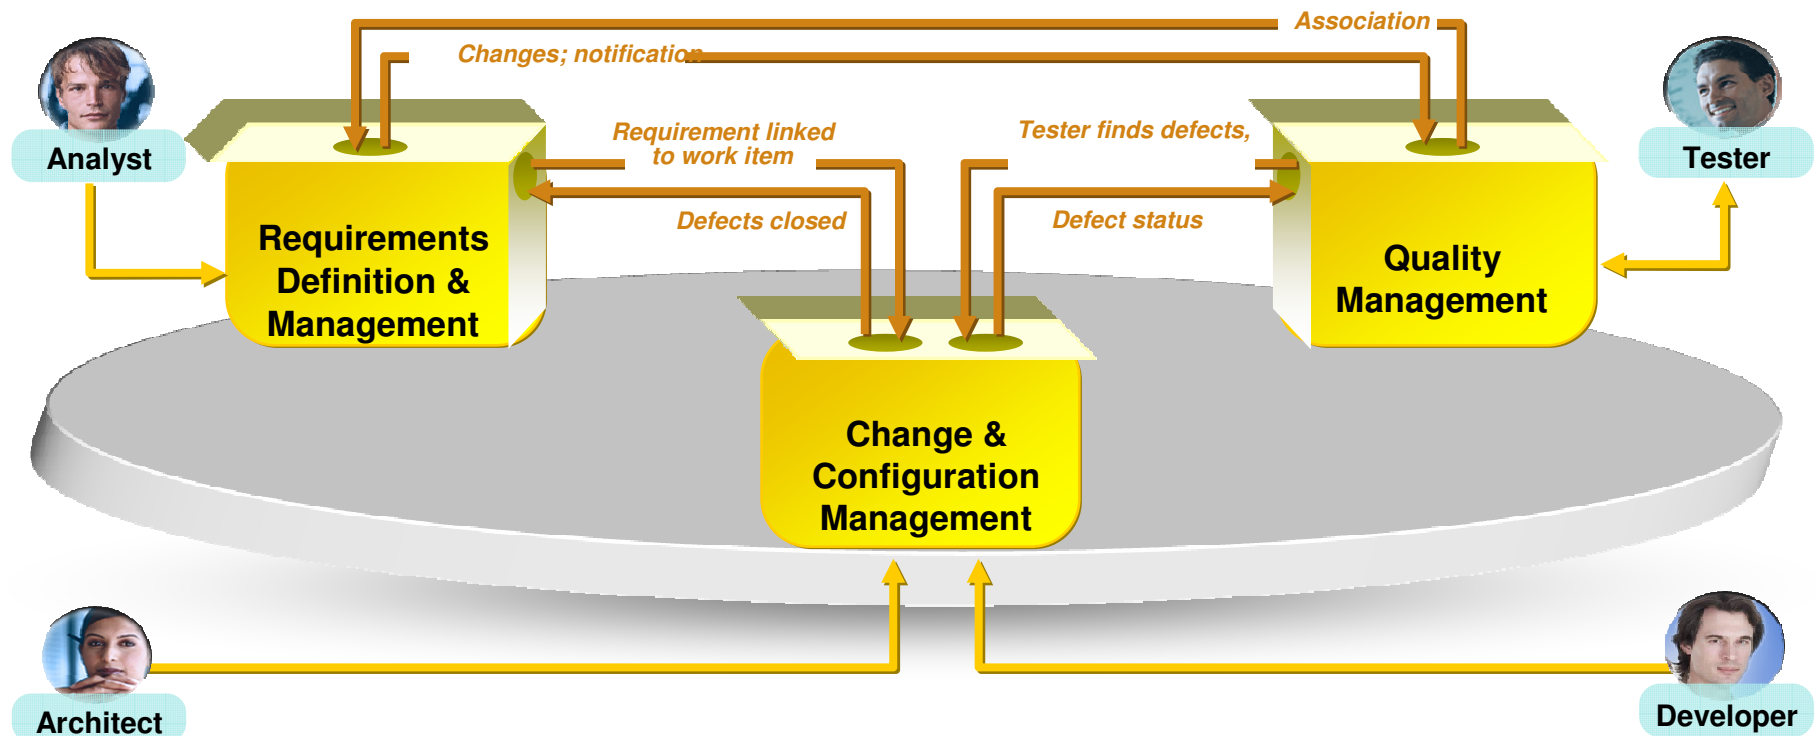 Association
Changes; notification
Analyst
Requirement linked
to work item
Tester finds defects,
Tester
Defects closed
Defect status
Requirements
Definition &
Management
Quality
Management
Change &
Configuration
Management
Architect
Developer